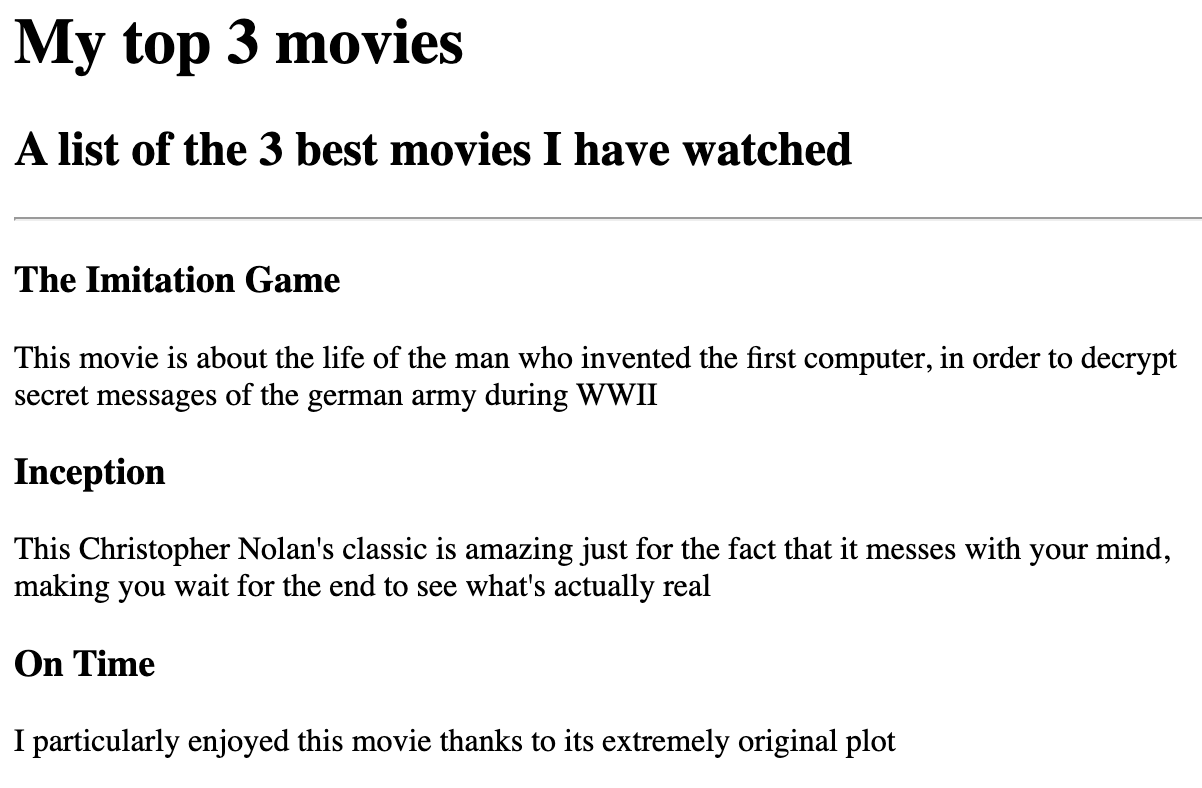 My top 3 movies
A list of the 3 best movies I have watched
The Imitation Game
This movie is about the life of the man who invented the first computer, in order to decrypt
secret messages of the german army during WWII
Inception
This Christopher Nolan's classic is amazing just for the fact that it messes with your mind,
making you wait for the end to see what's actually real
On Time
I particularly enjoyed this movie thanks to its extremely original plot